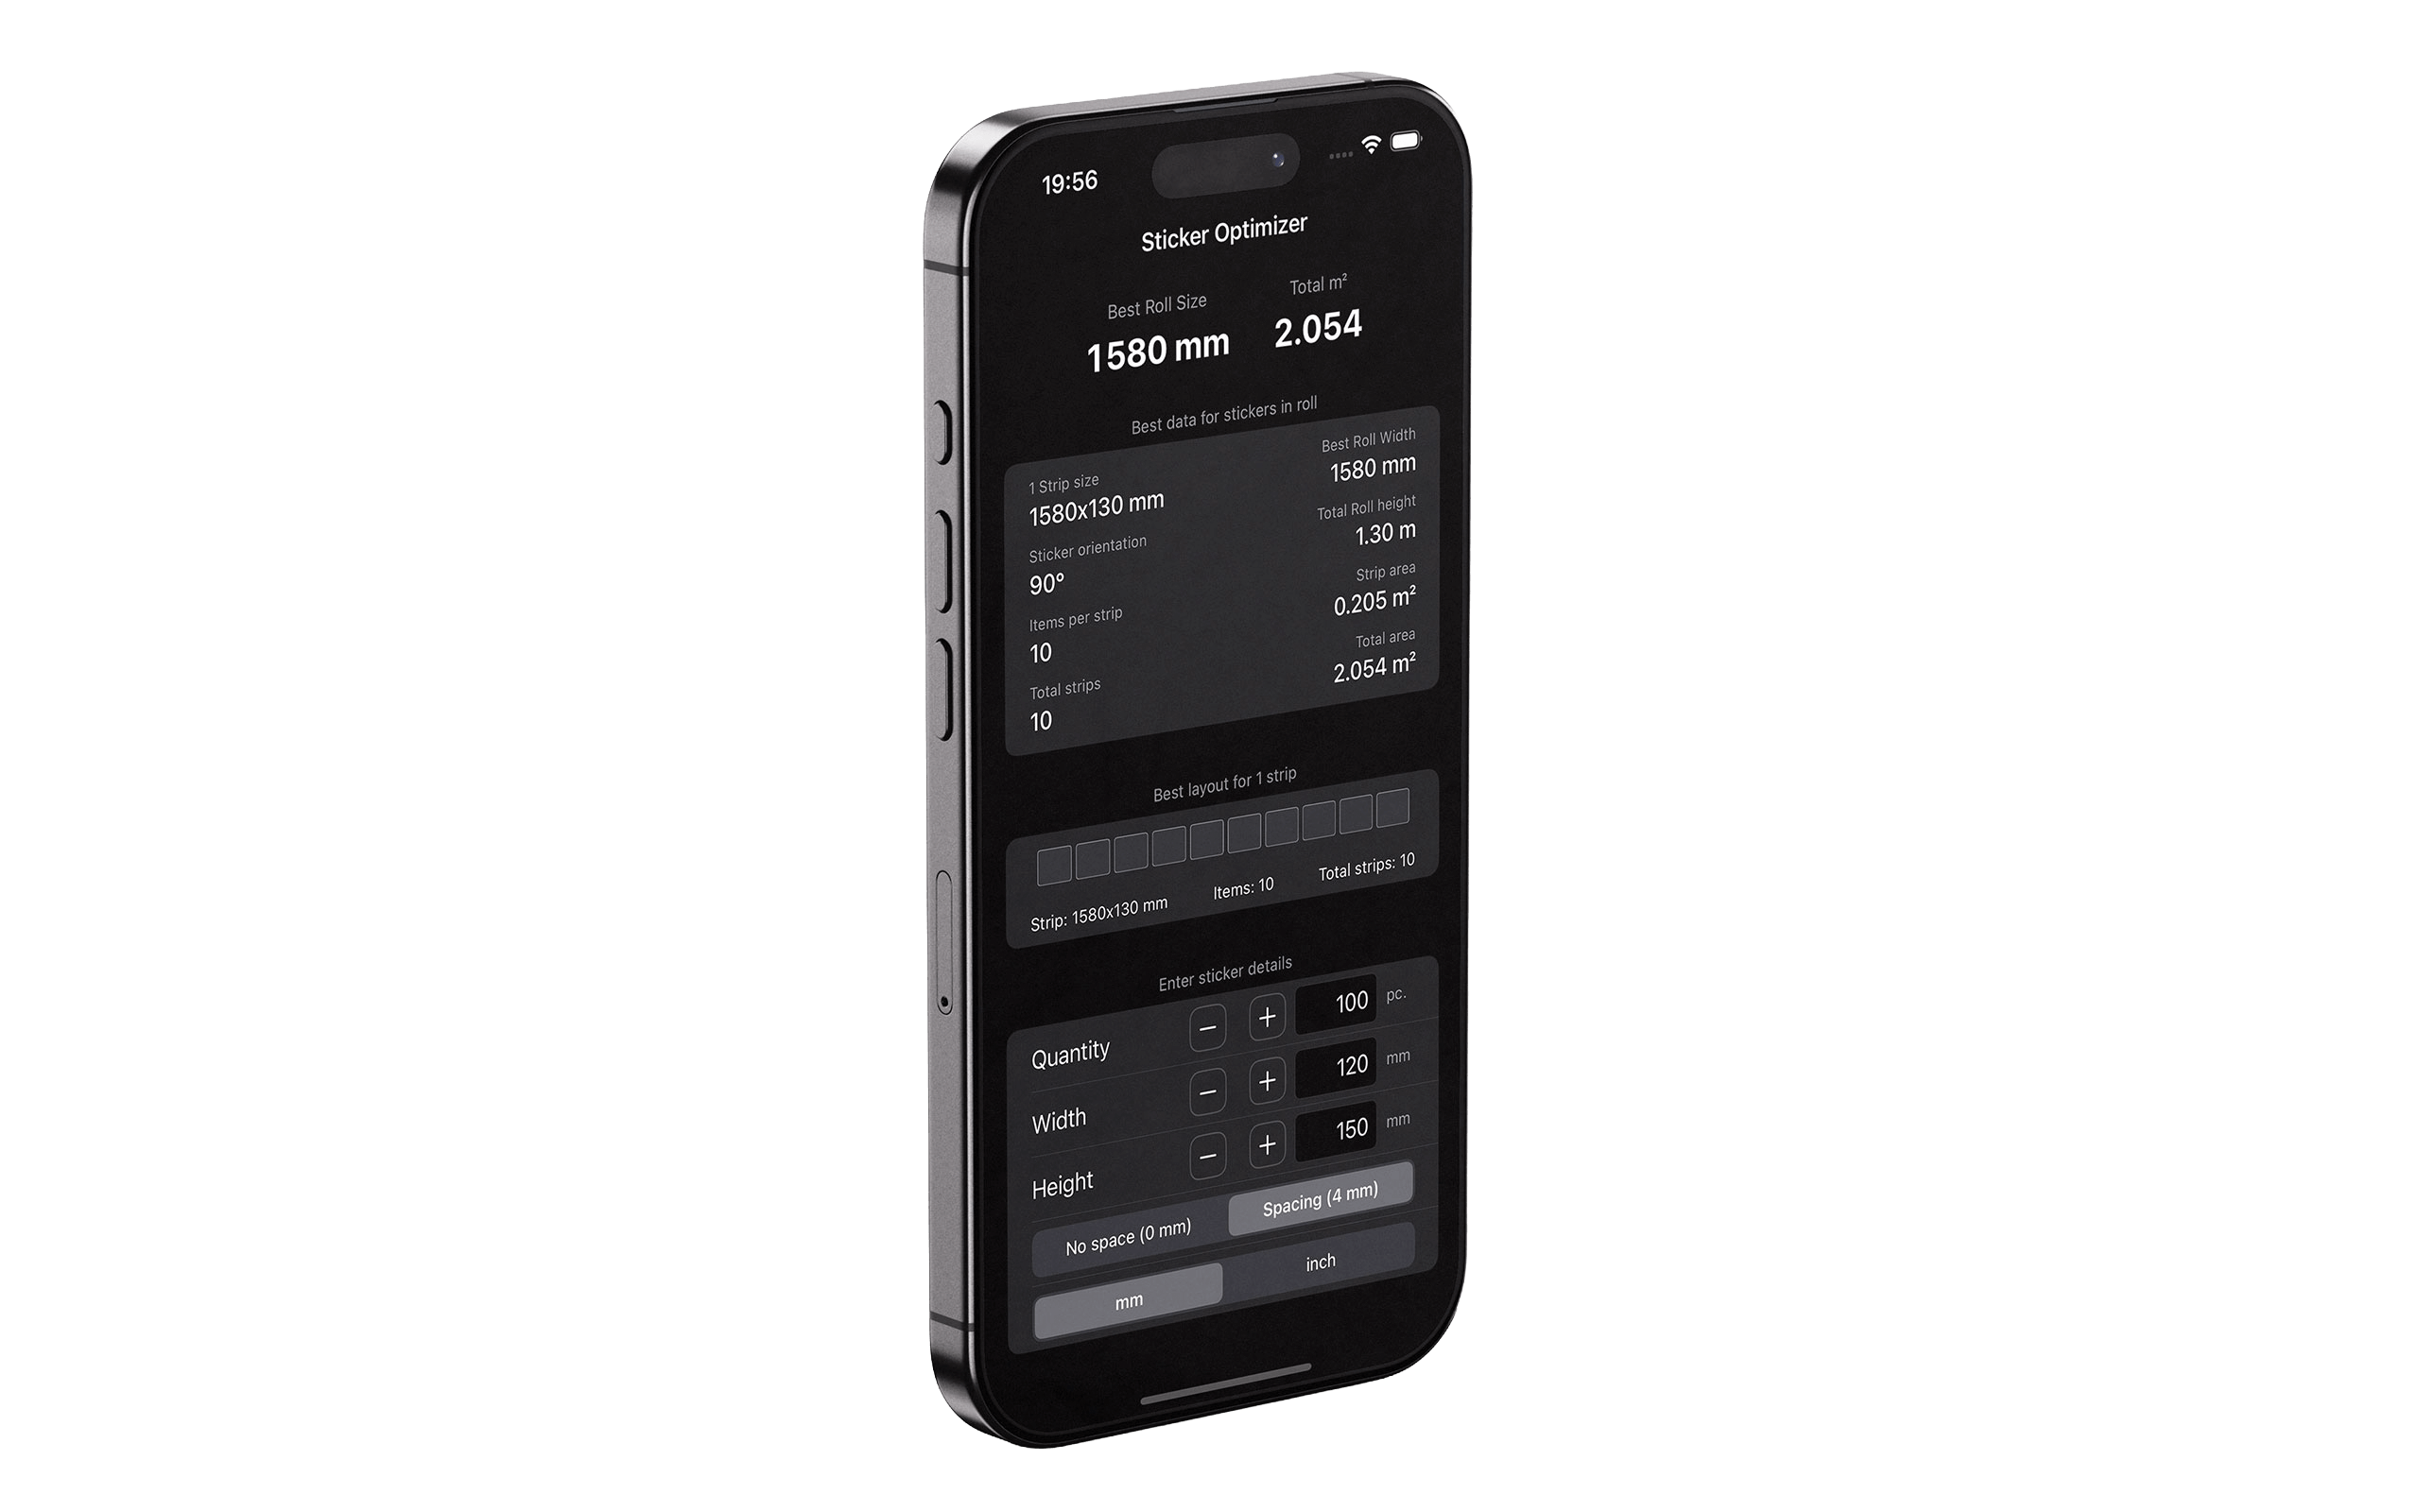 19:56
Sticker Optimizer
Best Roll Size
1580 mm
Total m²
2.054
Best data for stickers in roll
1 Strip size
1580x130 mm
Best Roll Width
1580 mm
Sticker orientation
90°
Total Roll height
1.30 m
Items per strip
10
Strip area
0.205 m²
Total strips
10
Total area
2.054 m²
Best layout for 1 strip
Strip: 1580x130 mm
Items: 10
Total strips: 10
Enter sticker details
Quantity
100 pc.
Width
120 mm
Height
150 mm
No space (0 mm)
Spacing (4 mm)
mm
inch